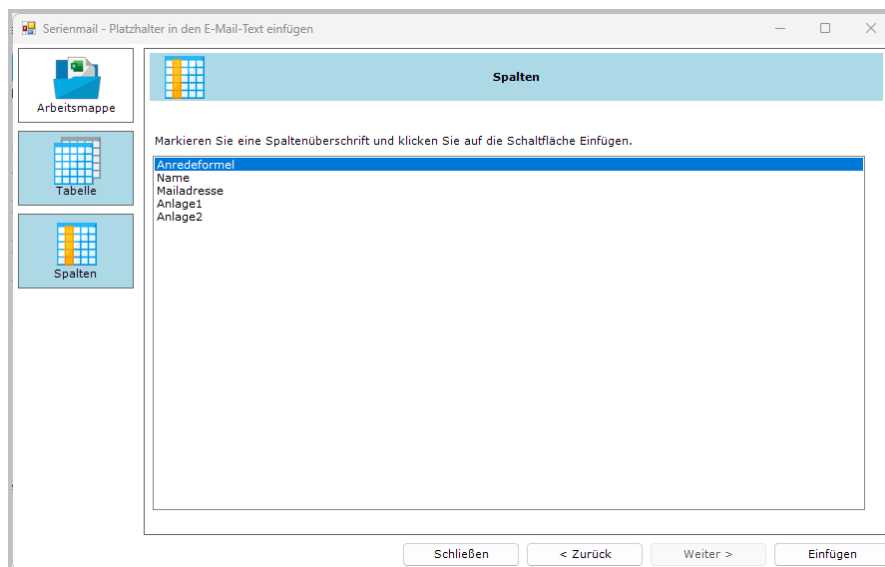 Serienmail - Platzhalter in den E-Mail-Text einfügen
Arbeitsmappe
Tabelle
Spalten
Spalten
Markieren Sie eine Spaltenüberschrift und klicken Sie auf die Schaltfläche Einfügen.
Anredeformel
Name
Mailadresse
Anlage1
Anlage2
Schließen
< Zurück
Weiter >
Einfügen